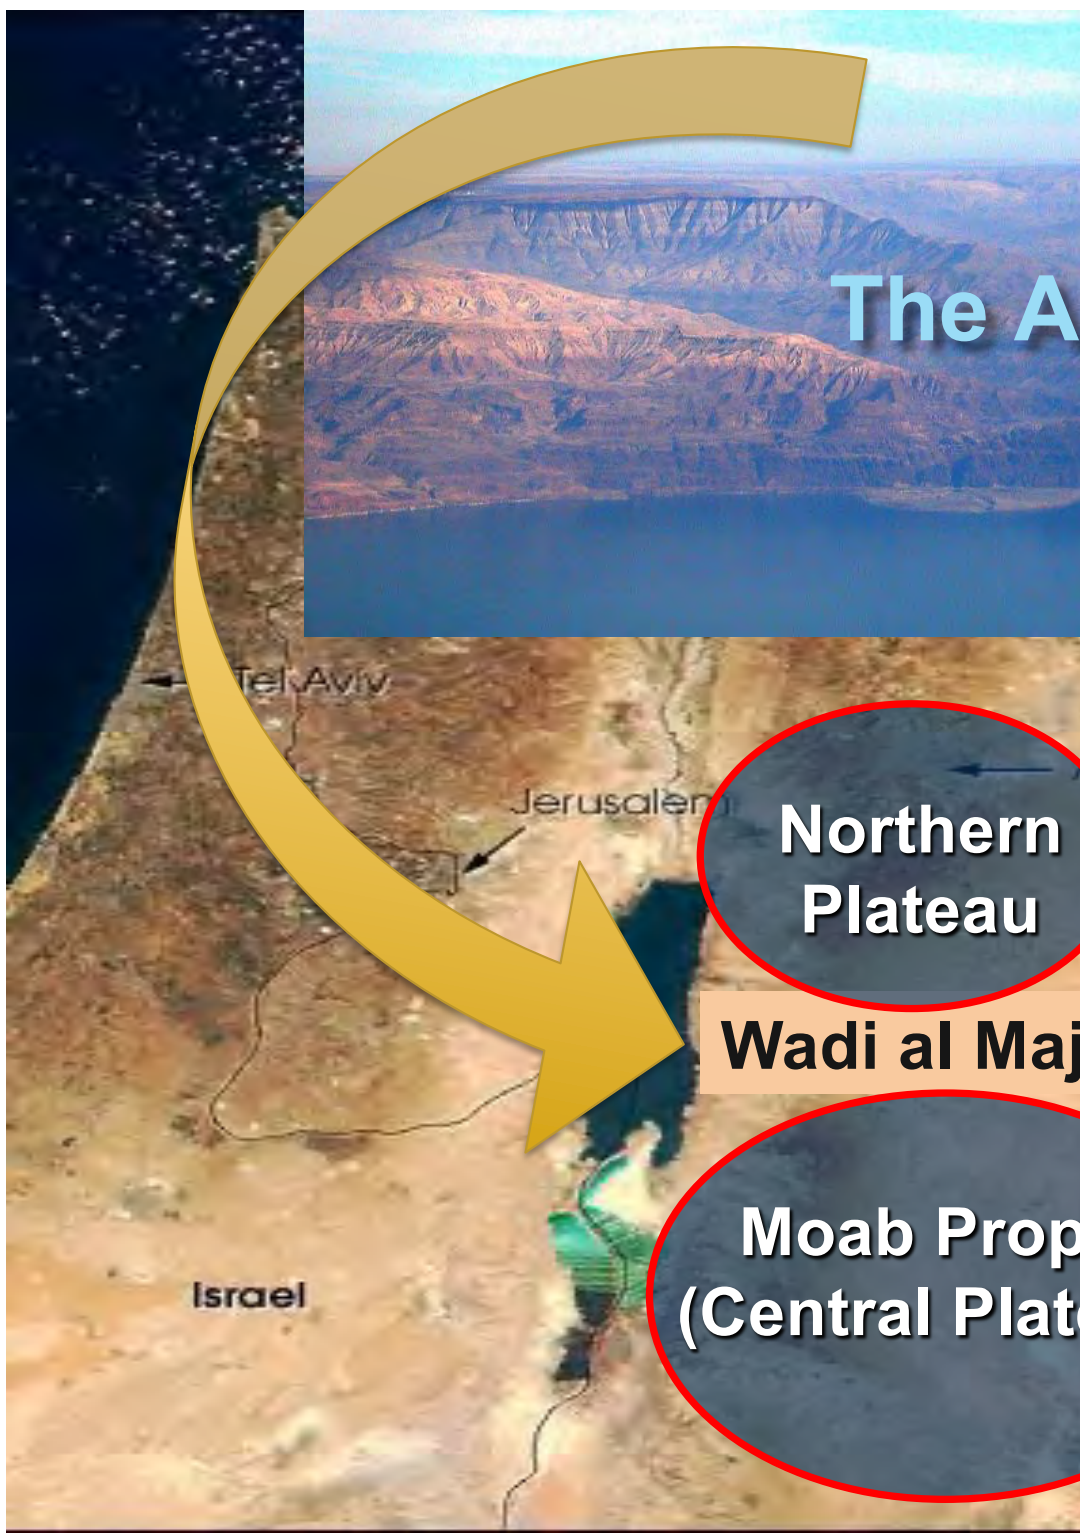 The A
Tel Aviv
Jerusalem
Northern
Plateau
Wadi al Maj
Moab Prop
(Central Plat
Israel